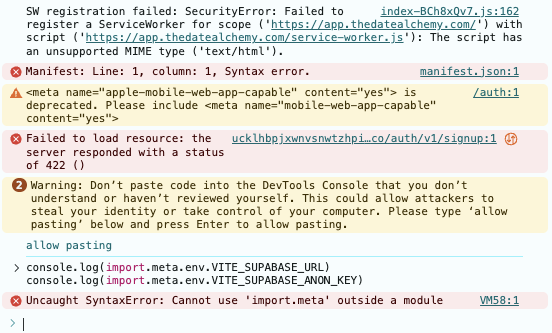 SW registration failed: SecurityError: Failed to index-BCh8xQv7.js:162
register a ServiceWorker for scope ('https://app.thedatealchemy.com/') with
script ('https://app.thedatealchemy.com/service-worker.js'): The script has
an unsupported MIME type ('text/html').
Manifest: Line: 1, column: 1, Syntax error. manifest.json:1
<meta name="apple-mobile-web-app-capable" content="yes"> is /auth:1
deprecated. Please include <meta name="mobile-web-app-capable"
content="yes">
Failed to load resource: the ucklhbpjxwnvsnwtzhpi…co/auth/v1/signup:1
server responded with a status
of 422 ()
2 Warning: Don’t paste code into the DevTools Console that you don’t
understand or haven’t reviewed yourself. This could allow attackers to
steal your identity or take control of your computer. Please type ‘allow
pasting’ below and press Enter to allow pasting.
allow pasting
> console.log(import.meta.env.VITE_SUPABASE_URL)
console.log(import.meta.env.VITE_SUPABASE_ANON_KEY)
Uncaught SyntaxError: Cannot use 'import.meta' outside a module VM58:1
>